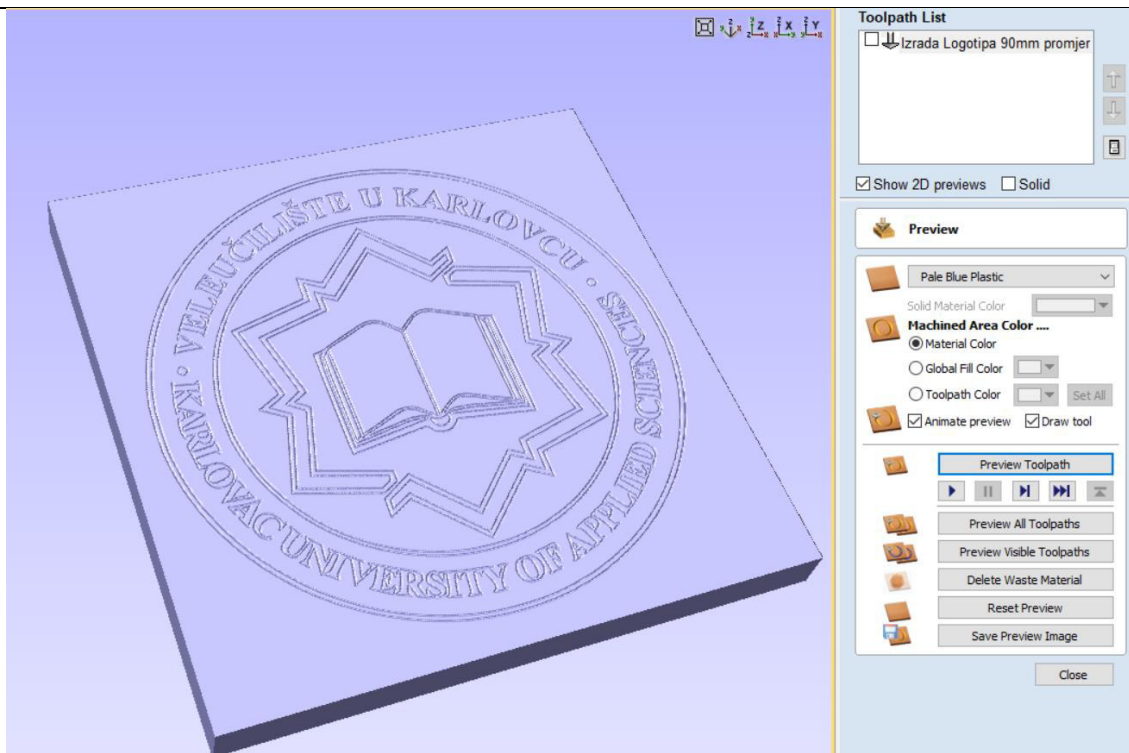 Toolpath List
Izrada Logotipa 90mm promjer
Show 2D previews Solid
Preview
Pale Blue Plastic
Solid Material Color
Machined Area Color ....
Material Color
Global Fill Color
Toolpath Color Set All
Animate preview Draw tool
Preview Toolpath
Preview All Toolpaths
Preview Visible Toolpaths
Delete Waste Material
Reset Preview
Save Preview Image
Close
VELEUČILIŠTE U KARLOVCU
KARLOVAC UNIVERSITY OF APPLIED SCIENCES